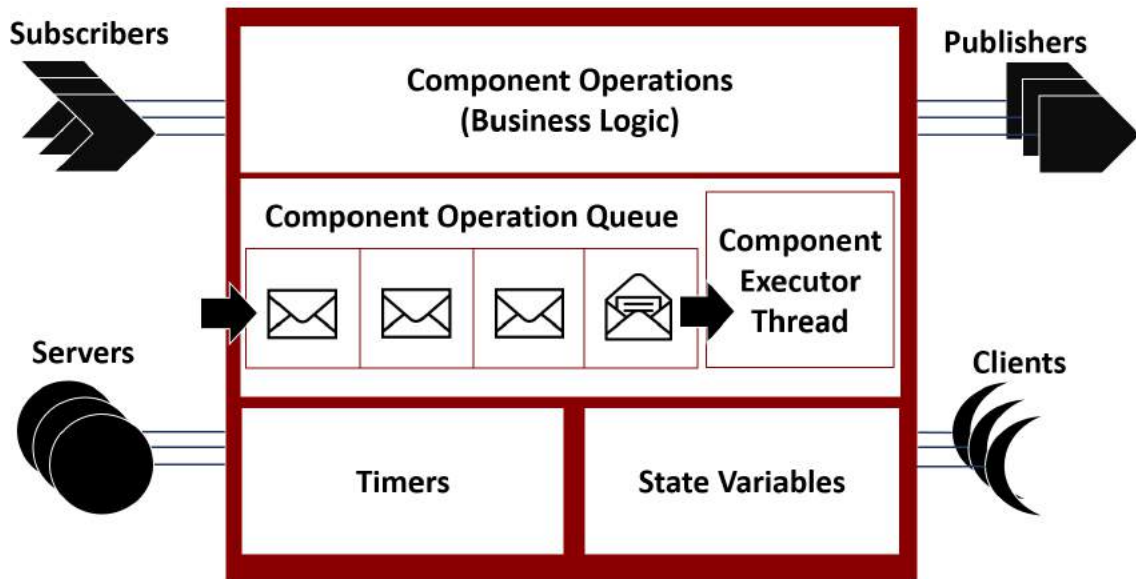 Subscribers
Publishers
Component Operations
(Business Logic)
Component Operation Queue
Component
Executor
Thread
Servers
Clients
Timers
State Variables